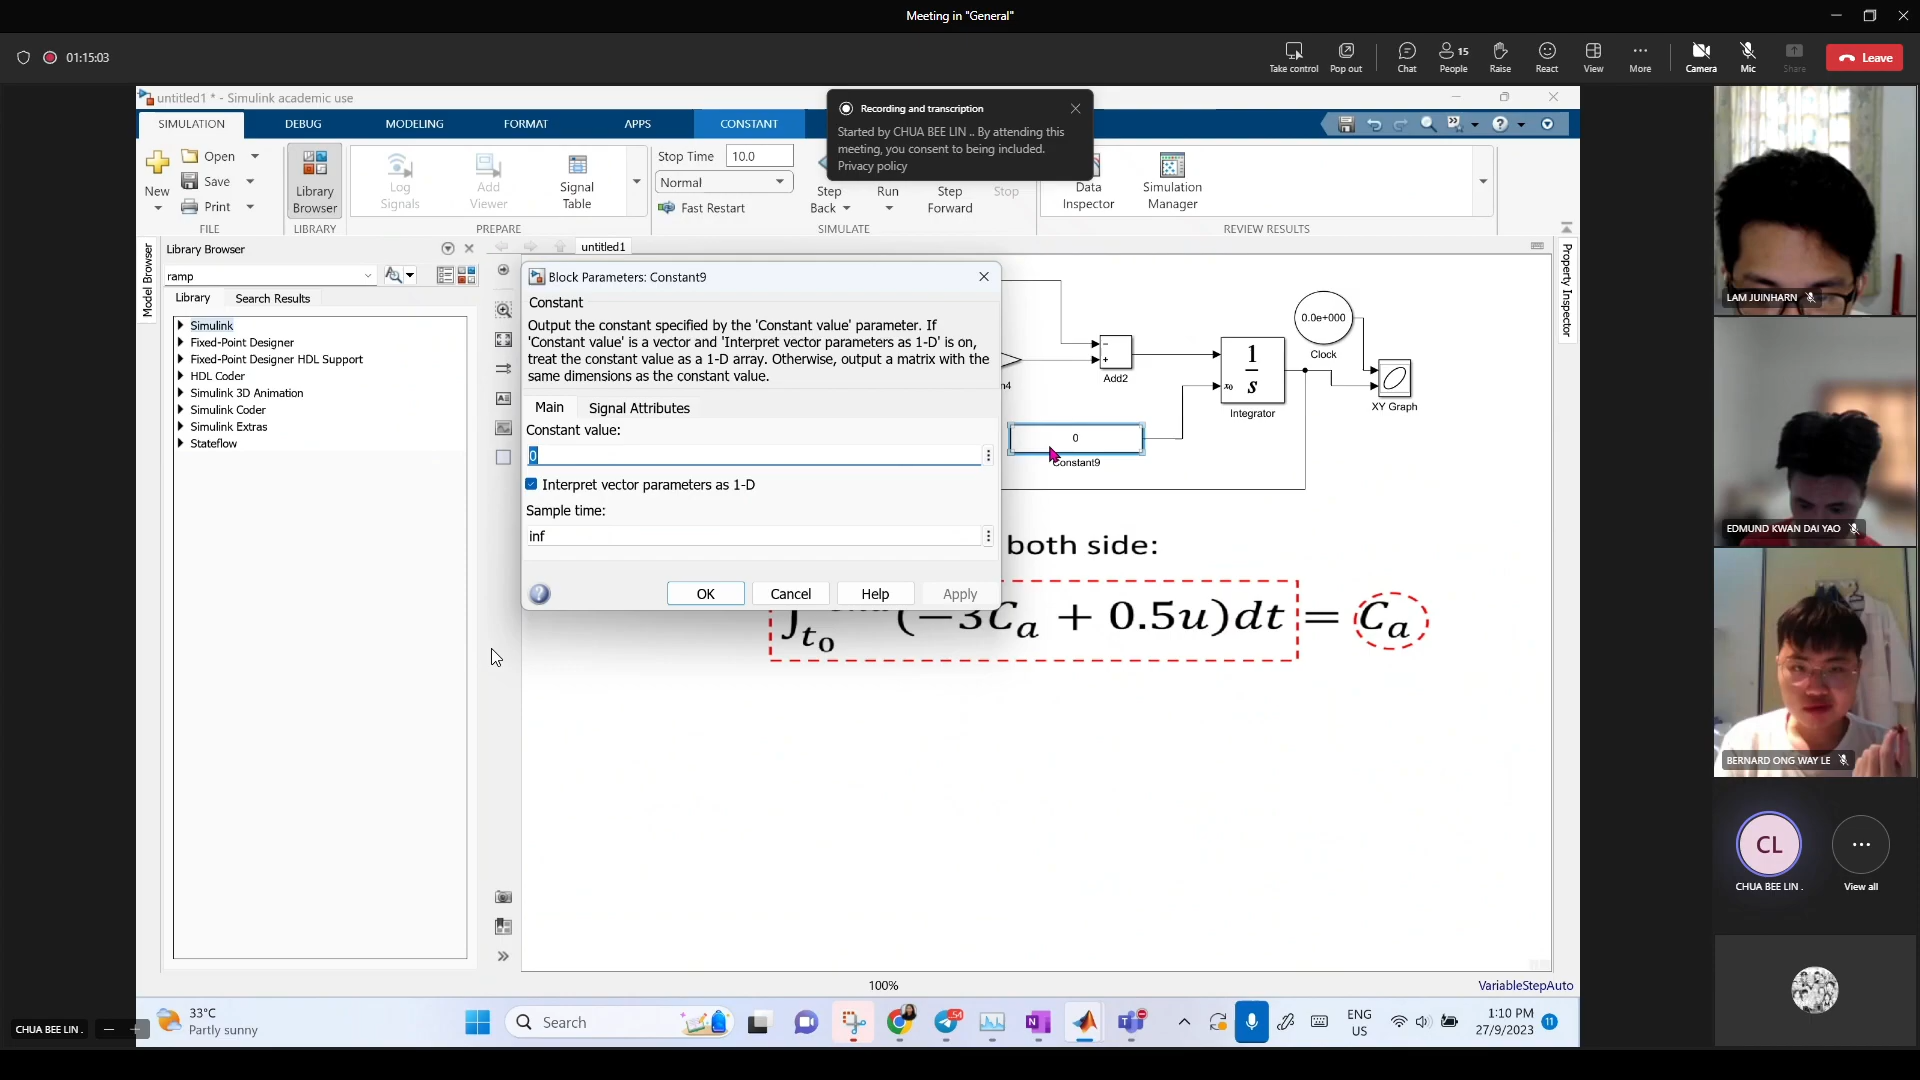 Meeting in "General"
01:15:03
Take control
Pop out
Chat
15
People
Raise
React
View
More
Camera
Mic
Share
Leave
untitled1 * - Simulink academic use
SIMULATION
DEBUG
MODELING
FORMAT
APPS
CONSTANT
Recording and transcription
Started by CHUA BEE LIN .. By attending this
meeting, you consent to being included.
Privacy policy
New
Open
Save
Print
FILE
Library
Browser
LIBRARY
Log
Signals
Add
Viewer
Signal
Table
PREPARE
Stop Time
10.0
Normal
Fast Restart
Step
Back
Run
Step
Forward
Stop
SIMULATE
Data
Inspector
Simulation
Manager
REVIEW RESULTS
Model Browser
Library Browser
ramp
Library
Search Results
Simulink
Fixed-Point Designer
Fixed-Point Designer HDL Support
HDL Coder
Simulink 3D Animation
Simulink Coder
Simulink Extras
Stateflow
untitled1
Property Inspector
Block Parameters: Constant9
Constant
Output the constant specified by the 'Constant value' parameter. If
'Constant value' is a vector and 'Interpret vector parameters as 1-D' is on,
treat the constant value as a 1-D array. Otherwise, output a matrix with the
same dimensions as the constant value.
Main
Signal Attributes
Constant value:
0
Interpret vector parameters as 1-D
Sample time:
inf
OK
Cancel
Help
Apply
n4
−
+
Add2
0.0e+000
Clock
1
s
x₀
Integrator
XY Graph
0
Constant9
both side:
∫t₀ (−3Cₐ + 0.5u)dt = Cₐ
100%
VariableStepAuto
LAM JUINHARN
EDMUND KWAN DAI YAO
BERNARD ONG WAY LE
CL
CHUA BEE LIN .
View all
CHUA BEE LIN .
33°C
Partly sunny
Search
54
ENG
US
1:10 PM
27/9/2023
11